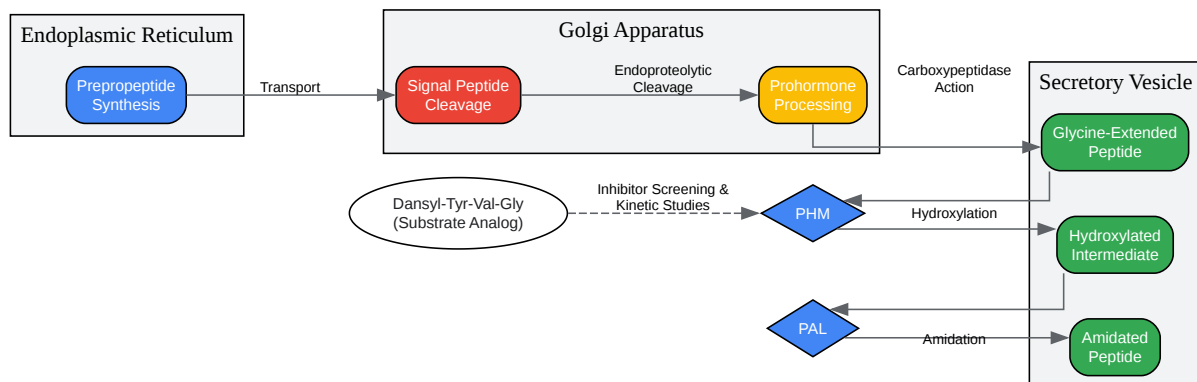 Endoplasmic Reticulum
Prepropeptide
Synthesis
Transport
Golgi Apparatus
Signal Peptide
Cleavage
Endoproteolytic
Cleavage
Prohormone
Processing
Carboxypeptidase
Action
Secretory Vesicle
Glycine-Extended
Peptide
Dansyl-Tyr-Val-Gly
(Substrate Analog)
Inhibitor Screening &
Kinetic Studies
PHM
Hydroxylation
Hydroxylated
Intermediate
PAL
Amidation
Amidated
Peptide